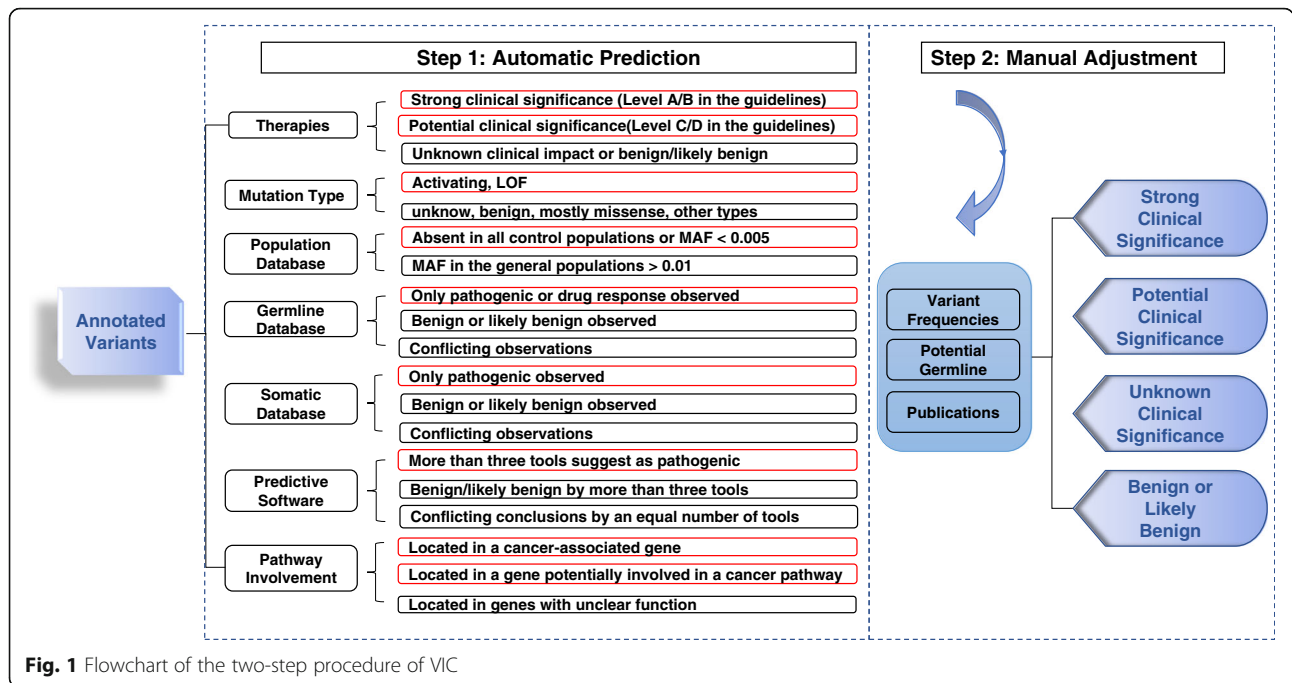 Step 1: Automatic Prediction
Step 2: Manual Adjustment
Annotated
Variants
Therapies
Strong clinical significance (Level A/B in the guidelines)
Potential clinical significance(Level C/D in the guidelines)
Unknown clinical impact or benign/likely benign
Mutation Type
Activating, LOF
unknow, benign, mostly missense, other types
Population
Database
Absent in all control populations or MAF < 0.005
MAF in the general populations > 0.01
Germline
Database
Only pathogenic or drug response observed
Benign or likely benign observed
Conflicting observations
Somatic
Database
Only pathogenic observed
Benign or likely benign observed
Conflicting observations
Predictive
Software
More than three tools suggest as pathogenic
Benign/likely benign by more than three tools
Conflicting conclusions by an equal number of tools
Pathway
Involvement
Located in a cancer-associated gene
Located in a gene potentially involved in a cancer pathway
Located in genes with unclear function
Variant
Frequencies
Potential
Germline
Publications
Strong
Clinical
Significance
Potential
Clinical
Significance
Unknown
Clinical
Significance
Benign or
Likely
Benign
Fig. 1 Flowchart of the two-step procedure of VIC